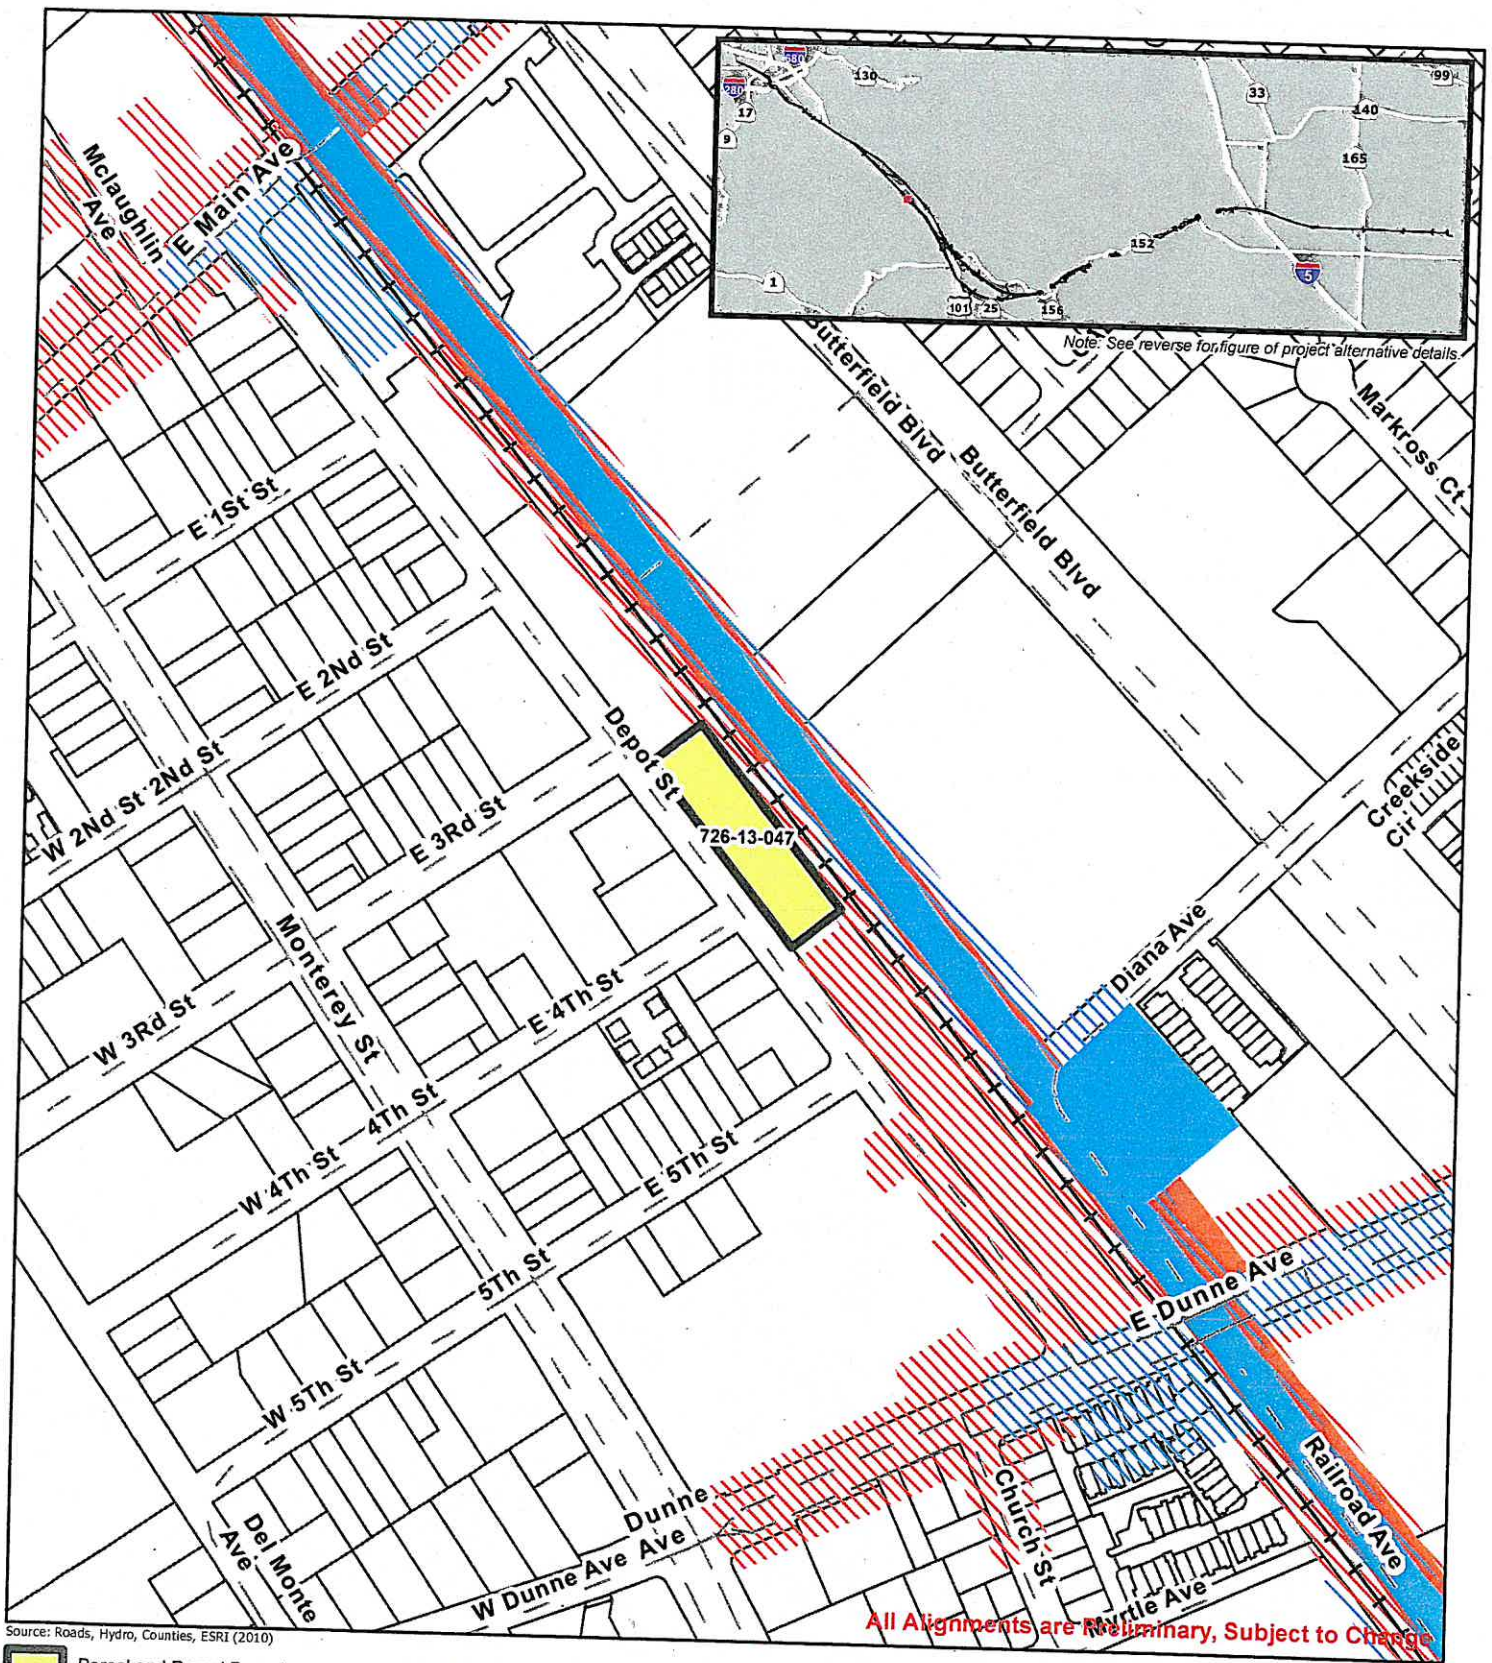 680
280
17
9
130
33
140
99
165
152
5
1
101
25
156
Note: See reverse for figure of project alternative details.
Mclaughlin
Ave
E Main Ave
Butterfield Blvd
Butterfield Blvd
Markross Ct
E 1St St
E 2Nd St
W 2Nd St 2Nd St
Depot St
E 3Rd St
726-13-047
Creekside
Cir
Monterey St
Diana Ave
W 3Rd St
E 4Th St
4Th St
W 4Th St
E 5Th St
5Th St
E Dunne Ave
W 5Th St
Railroad Ave
Dunne
Ave
W Dunne Ave
Church St
Del Monte
Ave
Myrtle Ave
All Alignments are Preliminary, Subject to Change
Source: Roads, Hydro, Counties, ESRI (2010)